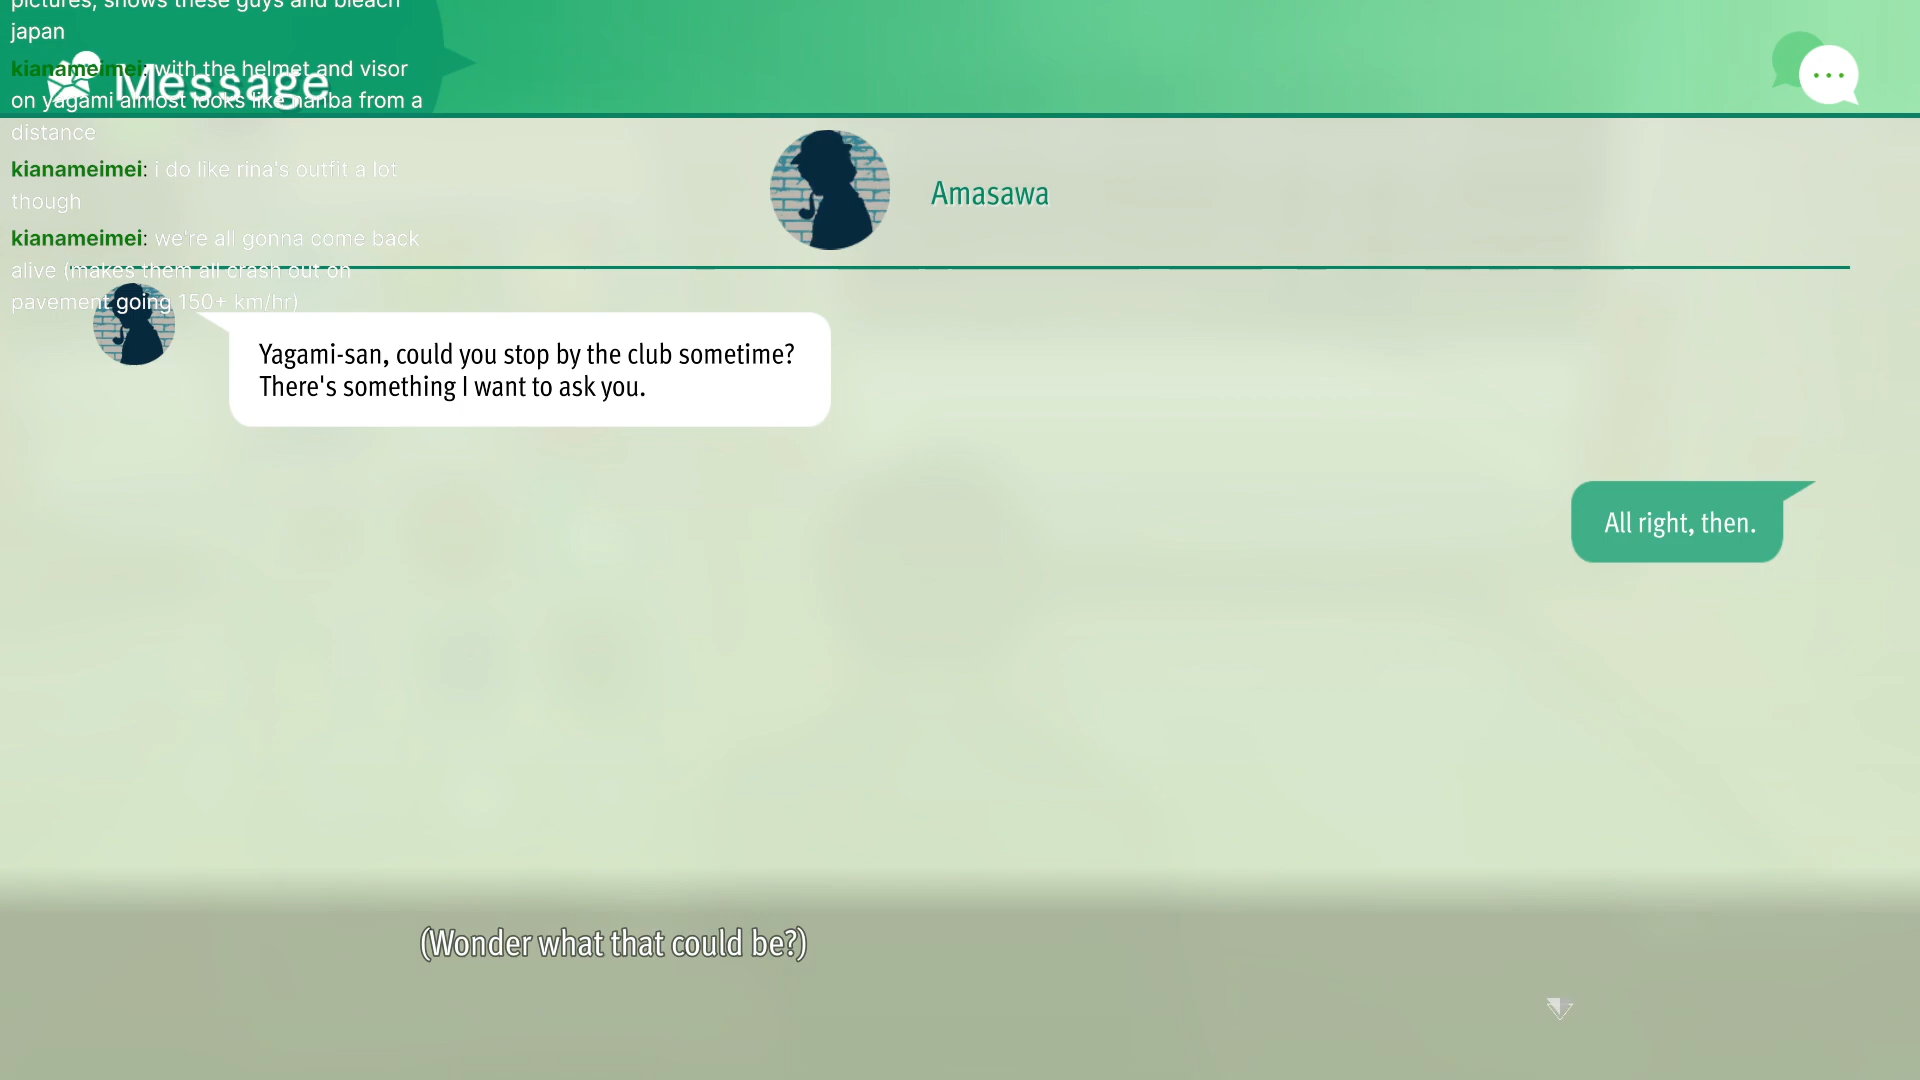 pictures, shows these guys and bleach
japan
kianameimei: with the helmet and visor
on yagami almost looks like nanba from a
distance
kianameimei: i do like rina's outfit a lot
though
kianameimei: we're all gonna come back
alive (makes them all crash out on
pavement going 150+ km/hr)
Message
Amasawa
Yagami-san, could you stop by the club sometime?
There's something I want to ask you.
All right, then.
(Wonder what that could be?)